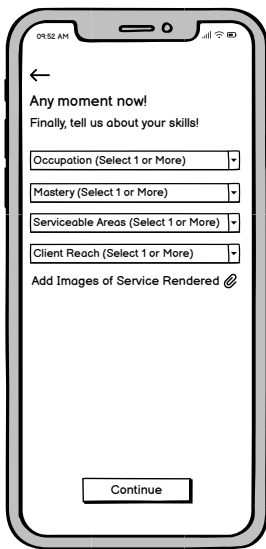 09:52 AM
Any moment now!
Finally, tell us about your skills!
Occupation (Select 1 or More)
Mastery (Select 1 or More)
Serviceable Areas (Select 1 or More)
Client Reach (Select 1 or More)
Add Images of Service Rendered
Continue